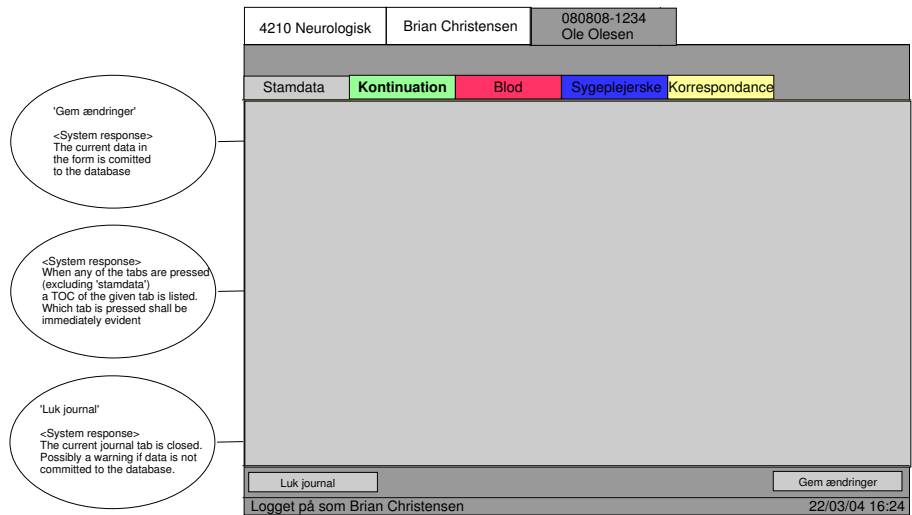 4210 Neurologisk
Brian Christensen
080808-1234
Ole Olesen
Stamdata
Kontinuation
Blod
Sygeplejerske
Korrespondance
'Gem ændringer'
<System response>
The current data in
the form is comitted
to the database
<System response>
When any of the tabs are pressed
(excluding 'stamdata')
a TOC of the given tab is listed.
Which tab is pressed shall be
immediately evident
'Luk journal'
<System response>
The current journal tab is closed.
Possibly a warning if data is not
committed to the database.
Luk journal
Gem ændringer
Logget på som Brian Christensen
22/03/04 16:24